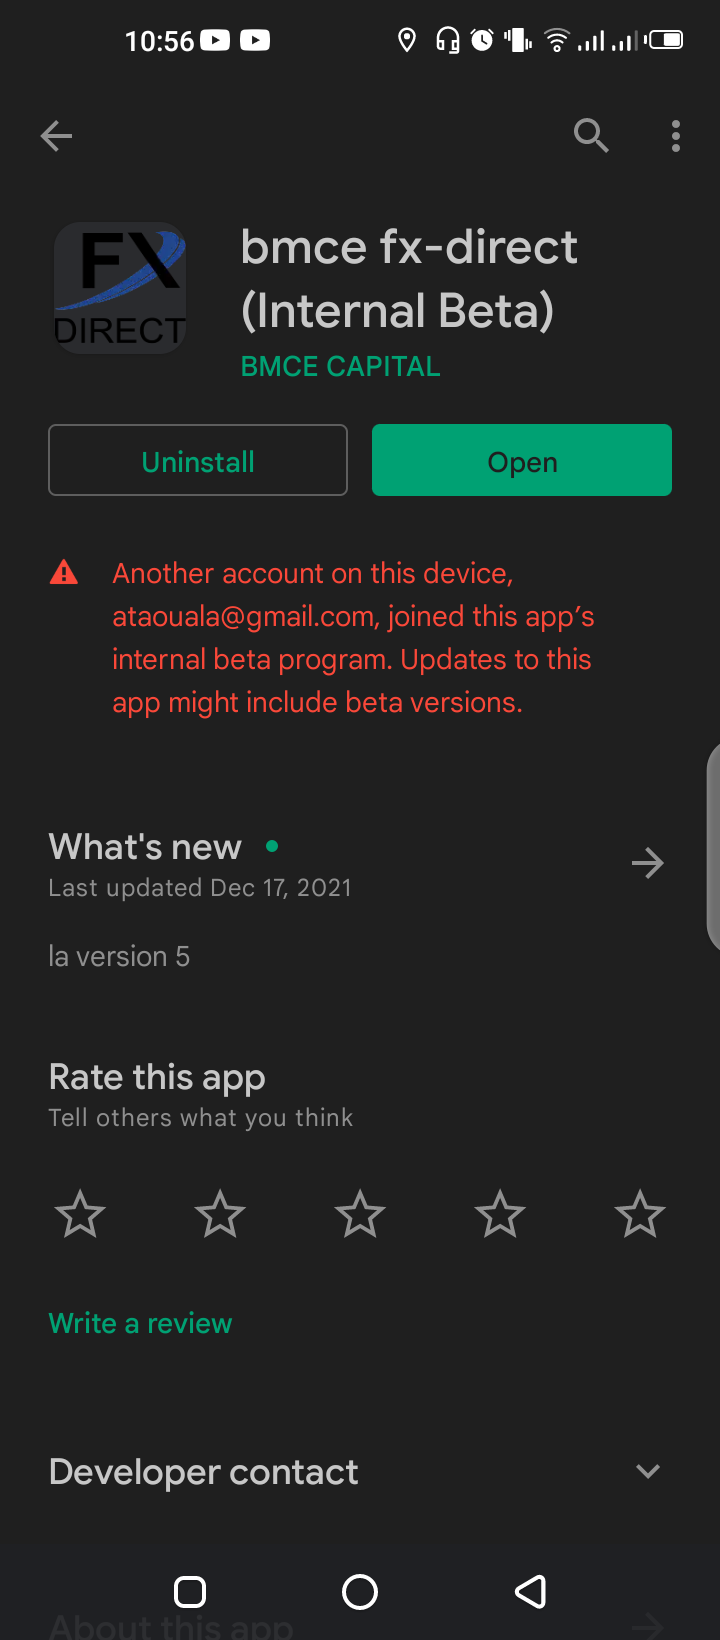 10:56
FX
DIRECT
bmce fx-direct
(Internal Beta)
BMCE CAPITAL
Uninstall
Open
Another account on this device,
ataouala@gmail.com, joined this app’s
internal beta program. Updates to this
app might include beta versions.
What's new
Last updated Dec 17, 2021
la version 5
Rate this app
Tell others what you think
Write a review
Developer contact
About this app